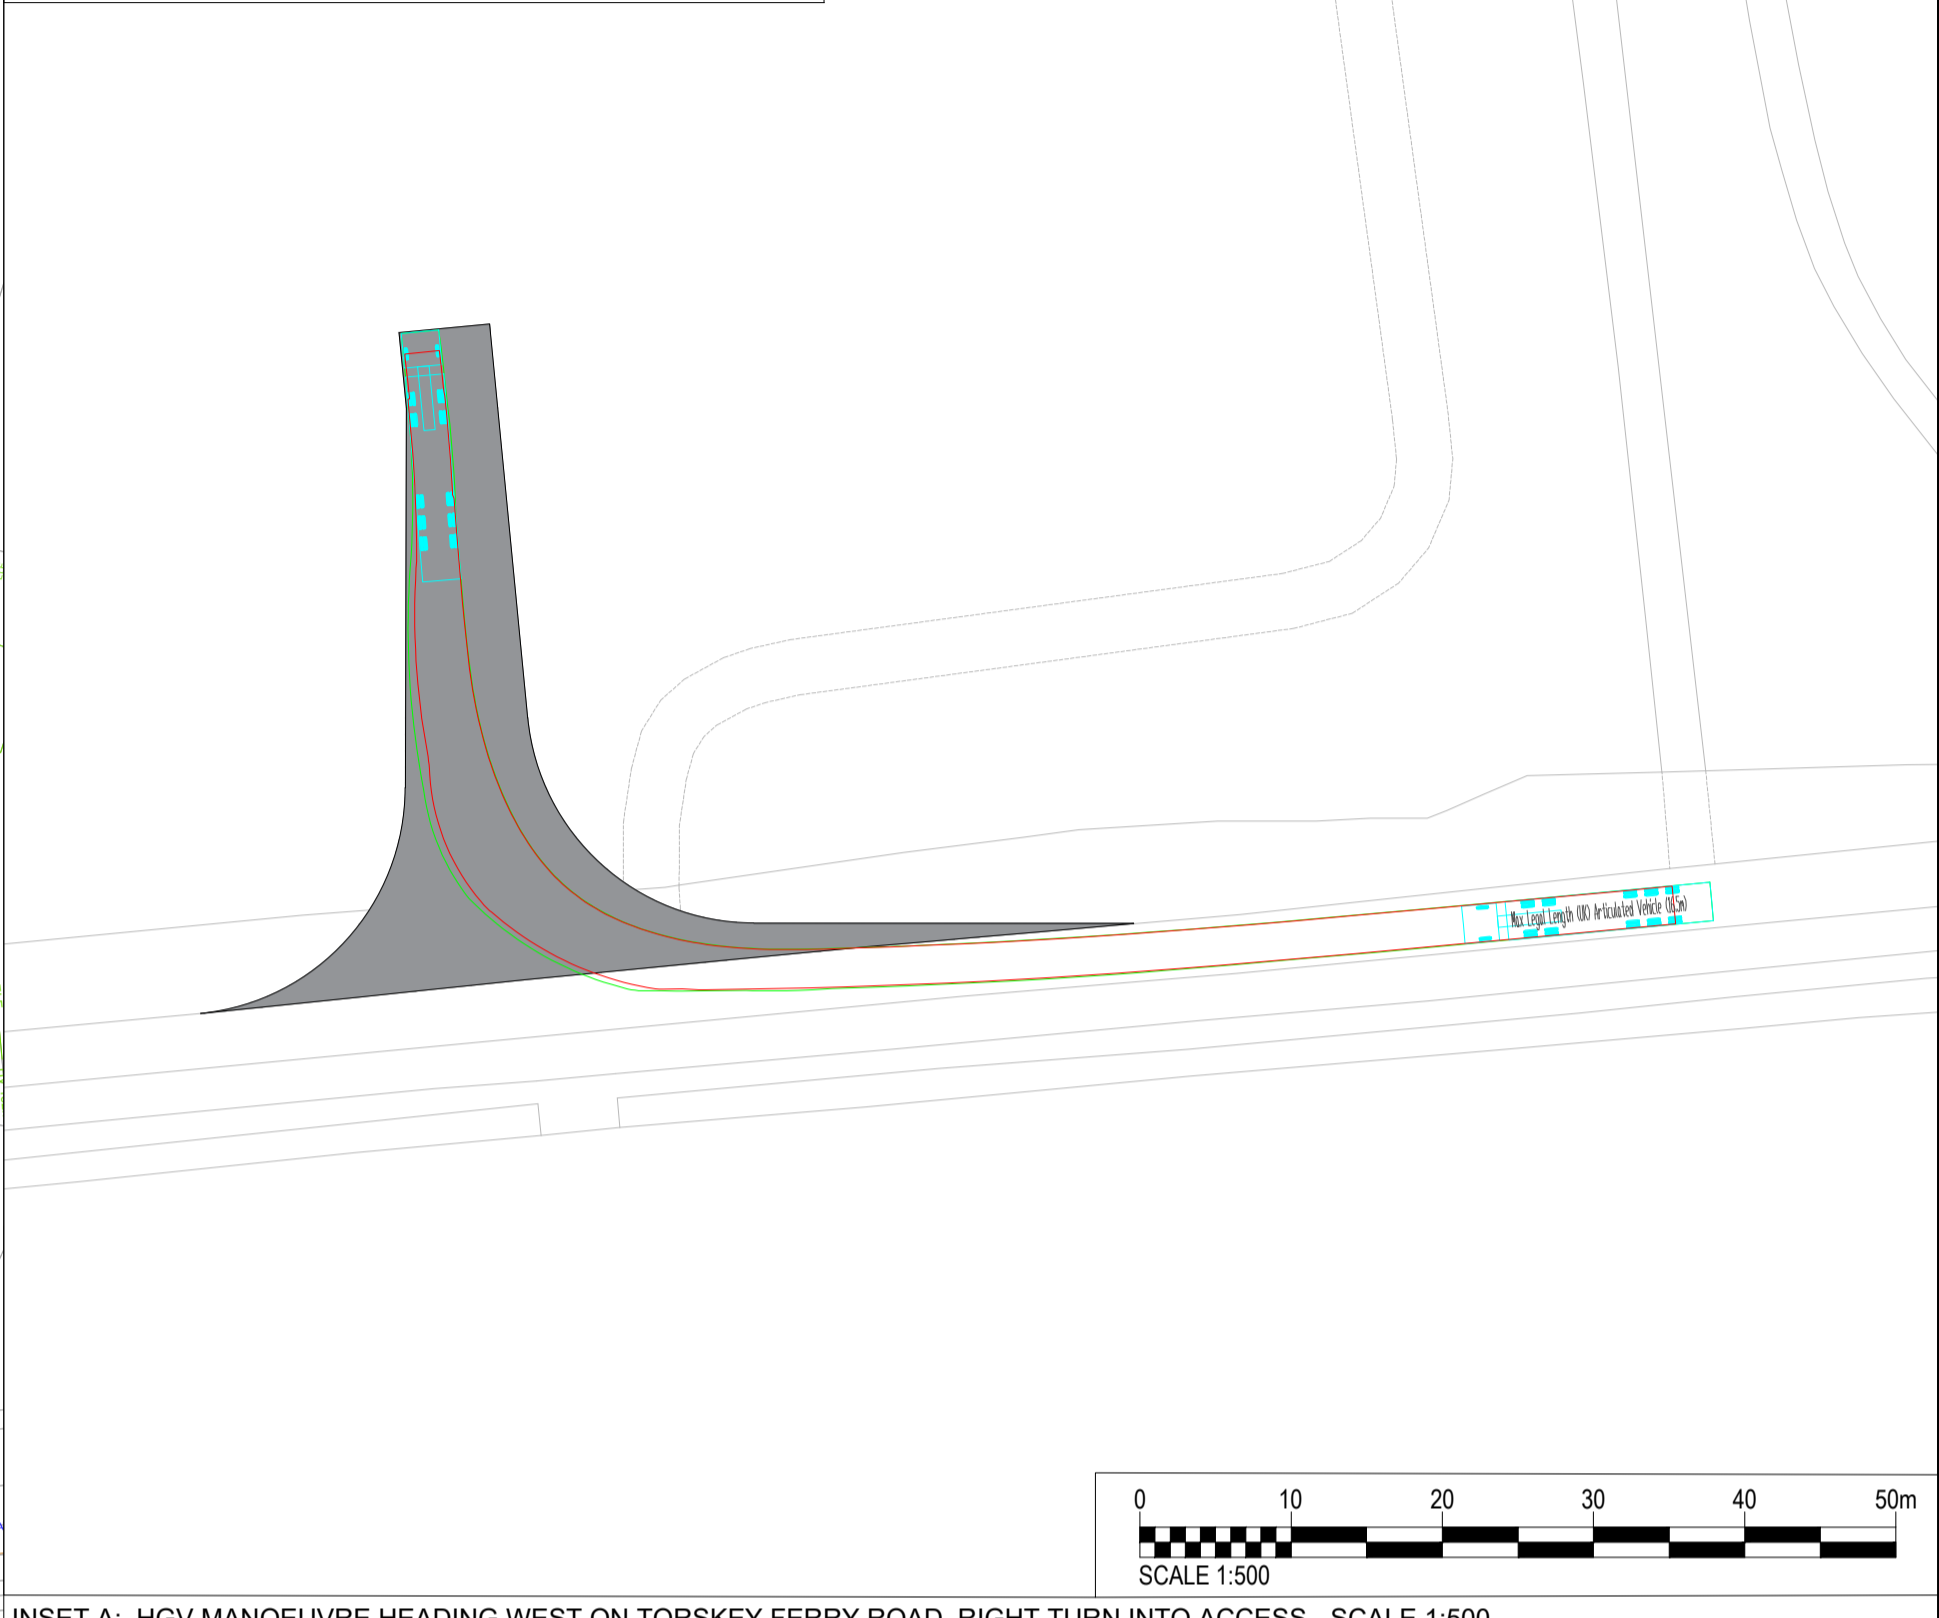 Max Legal Length (UK) Articulated Vehicle (16.5m)
0 10 20 30 40 50m
SCALE 1:500
INSET A: HGV MANOEUVRE HEADING WEST ON TORSKEY FERRY ROAD, RIGHT TURN INTO ACCESS - SCALE 1:500